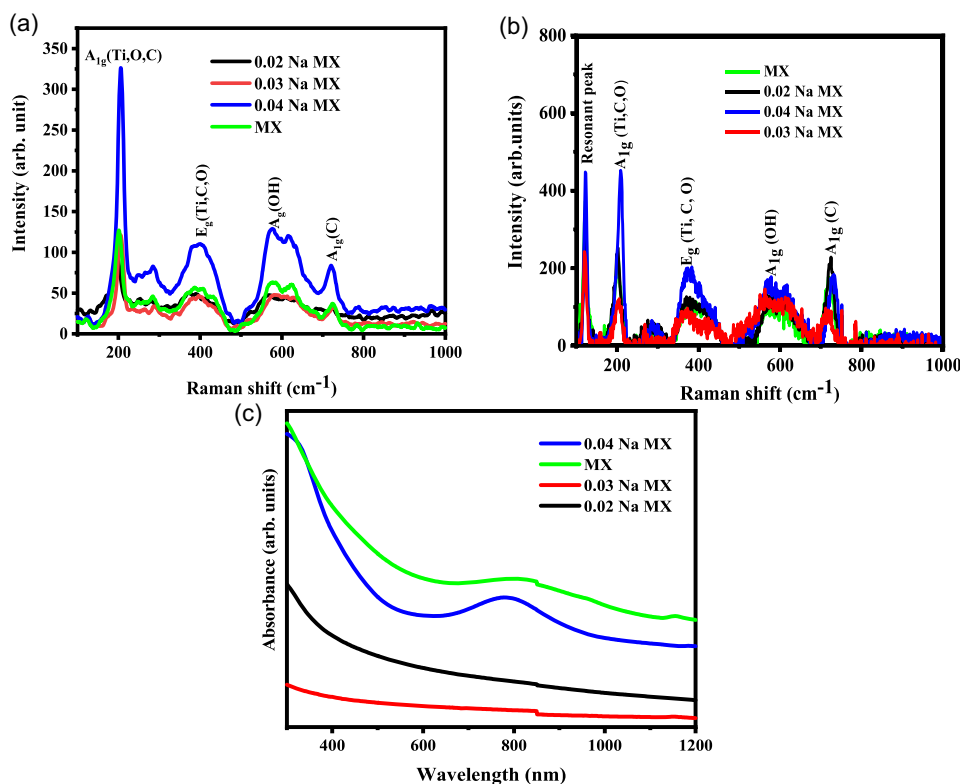 (a)
A1g(Ti,O,C)
0.02 Na MX
0.03 Na MX
0.04 Na MX
MX
Eg(Ti,C,O)
Ag(OH)
A1g(C)
Intensity (arb. unit)
350
300
250
200
150
100
50
0
200 400 600 800 1000
Raman shift (cm-1)
(b)
Resonant peak
A1g(Ti,C,O)
MX
0.02 Na MX
0.04 Na MX
0.03 Na MX
Eg(Ti, C, O)
A1g(OH)
A1g(C)
Intensity (arb.units)
800
600
400
200
0
200 400 600 800 1000
Raman shift (cm-1)
(c)
0.04 Na MX
MX
0.03 Na MX
0.02 Na MX
Absorbance (arb. units)
400 600 800 1000 1200
Wavelength (nm)